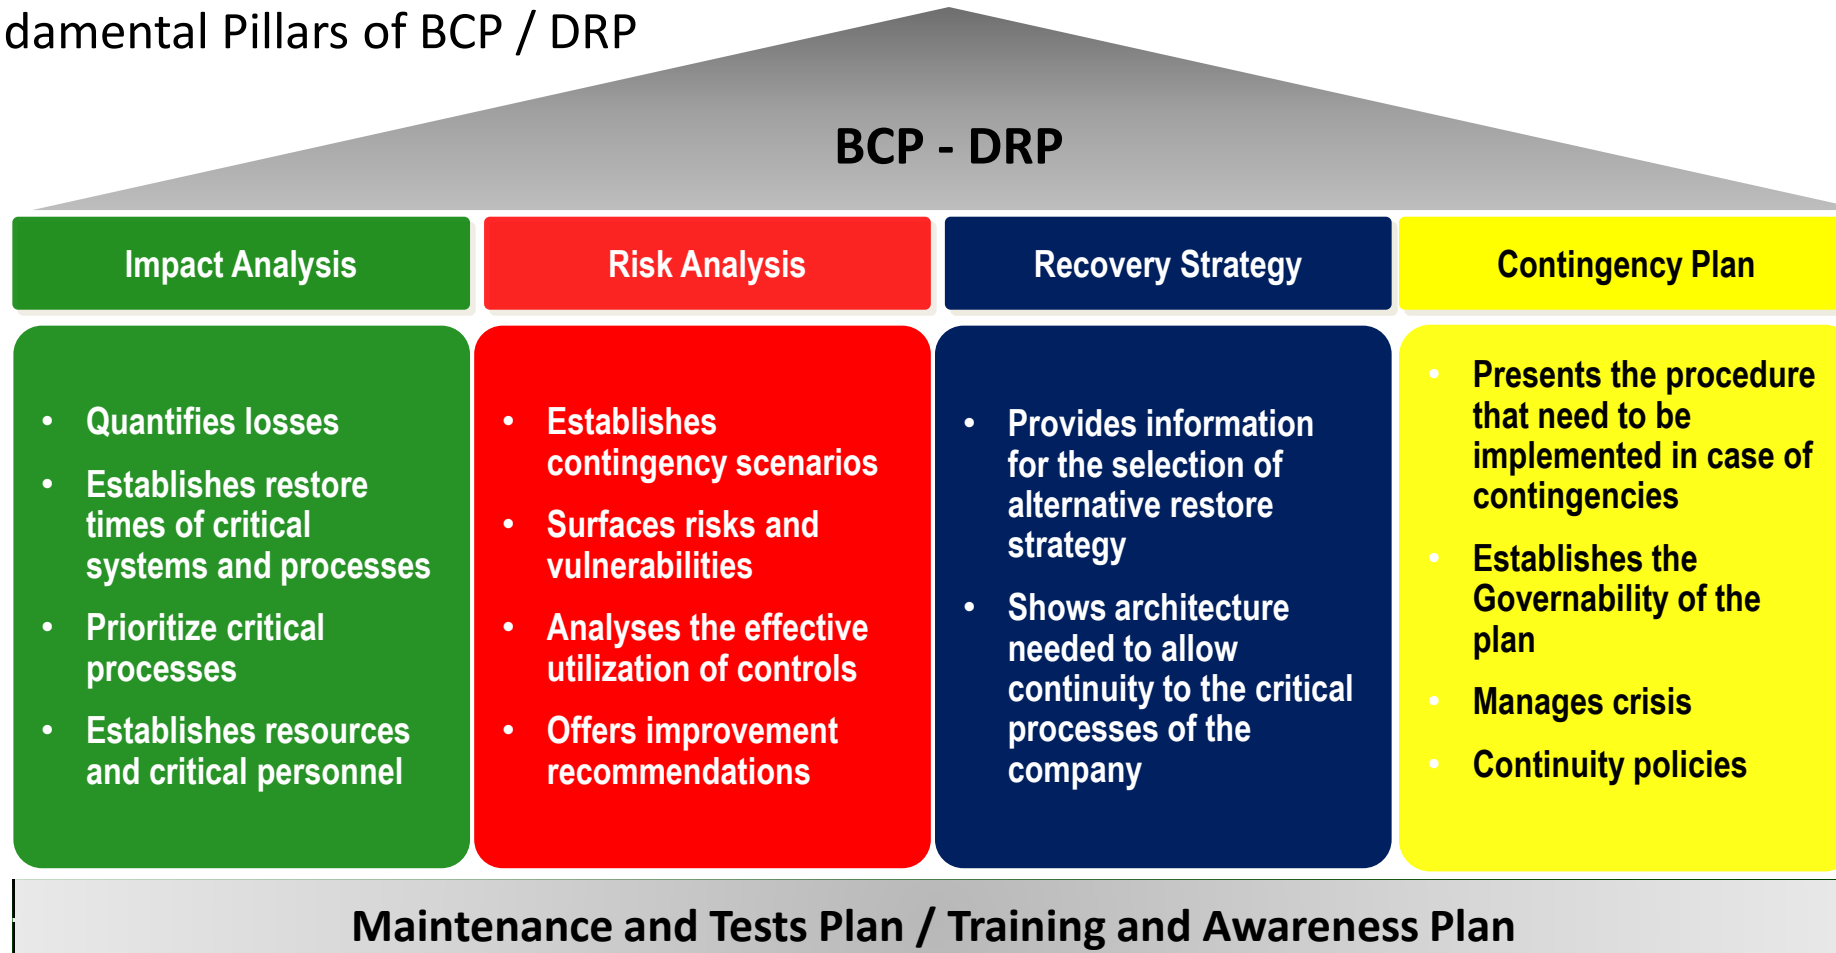 damental Pillars of BCP / DRP
BCP - DRP
Impact Analysis
• Quantifies losses
• Establishes restore
times of critical
systems and processes
• Prioritize critical
processes
• Establishes resources
and critical personnel
Risk Analysis
• Establishes
contingency scenarios
• Surfaces risks and
vulnerabilities
• Analyses the effective
utilization of controls
• Offers improvement
recommendations
Recovery Strategy
• Provides information
for the selection of
alternative restore
strategy
• Shows architecture
needed to allow
continuity to the critical
processes of the
company
Contingency Plan
• Presents the procedure
that need to be
implemented in case of
contingencies
• Establishes the
Governability of the
plan
• Manages crisis
• Continuity policies
Maintenance and Tests Plan / Training and Awareness Plan